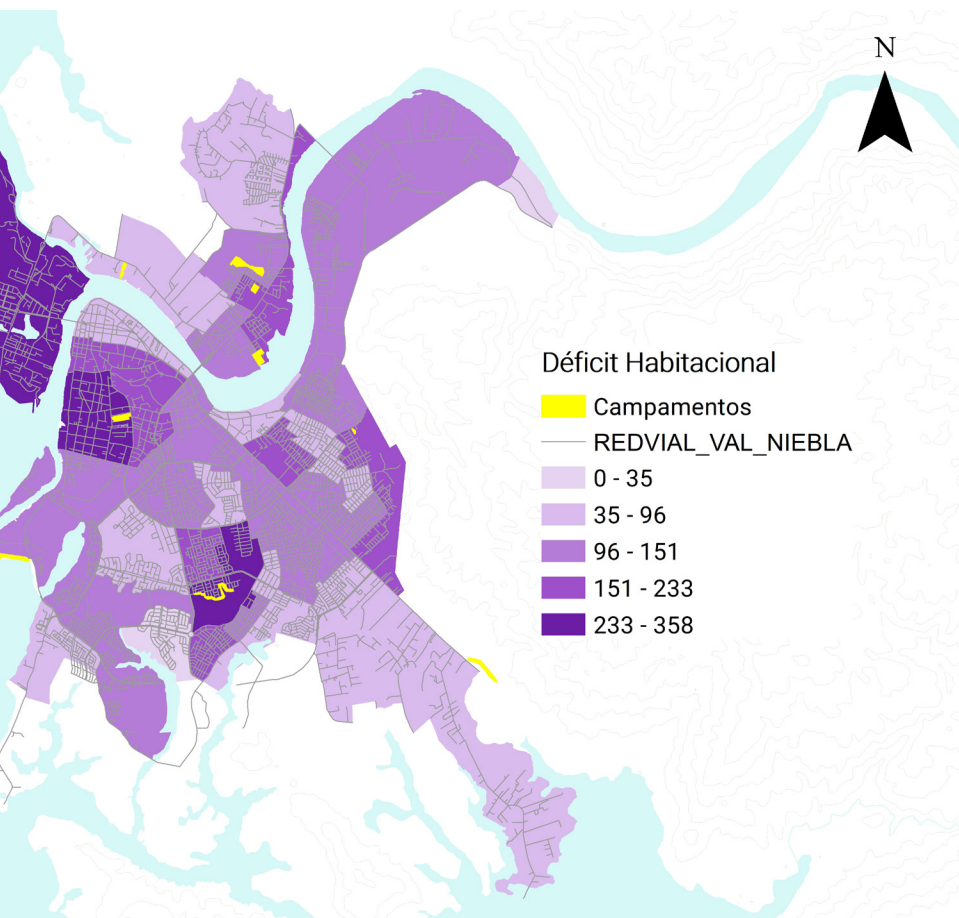 N
Déficit Habitacional
Campamentos
REDVIAL_VAL_NIEBLA
0 - 35
35 - 96
96 - 151
151 - 233
233 - 358